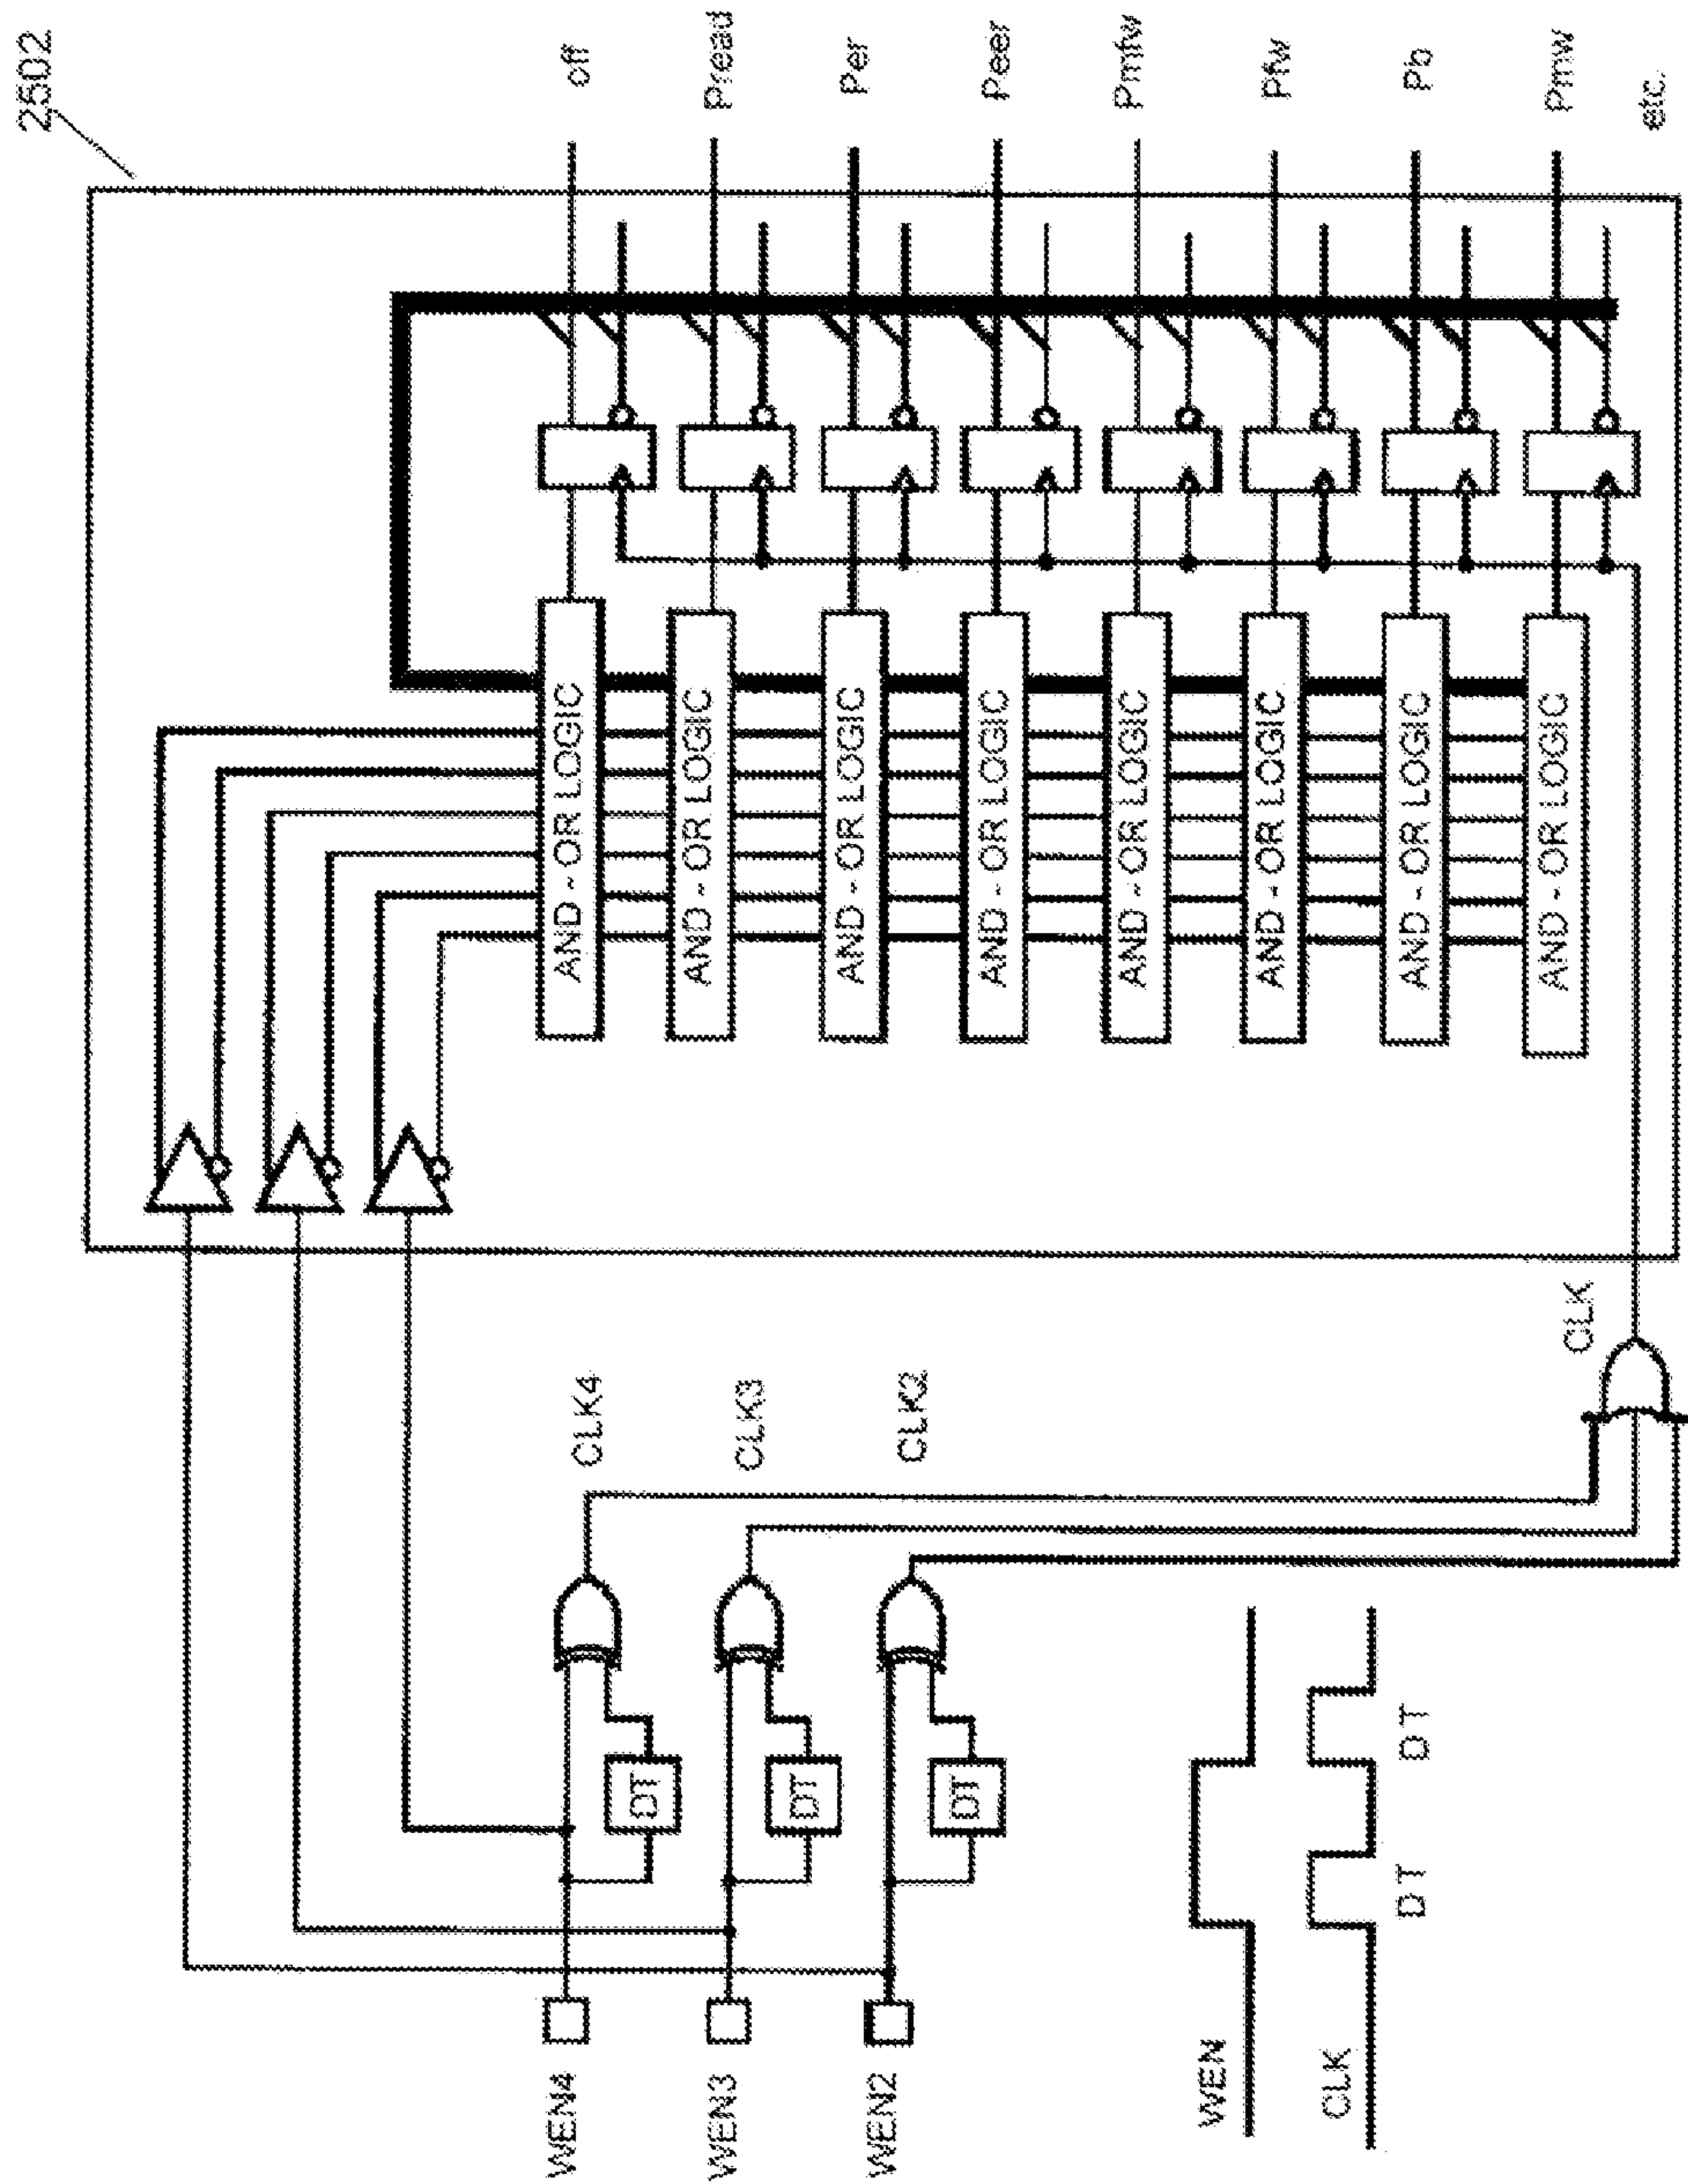 2502
off
Pread
Per
Peer
Pmfw
Pfw
Pb
Pmw
etc.
AND - OR LOGIC
AND - OR LOGIC
AND - OR LOGIC
AND - OR LOGIC
AND - OR LOGIC
AND - OR LOGIC
AND - OR LOGIC
AND - OR LOGIC
CLK4
CLK3
CLK2
CLK
DT
DT
DT
WEN4
WEN3
WEN2
WEN
CLK
DT
DT